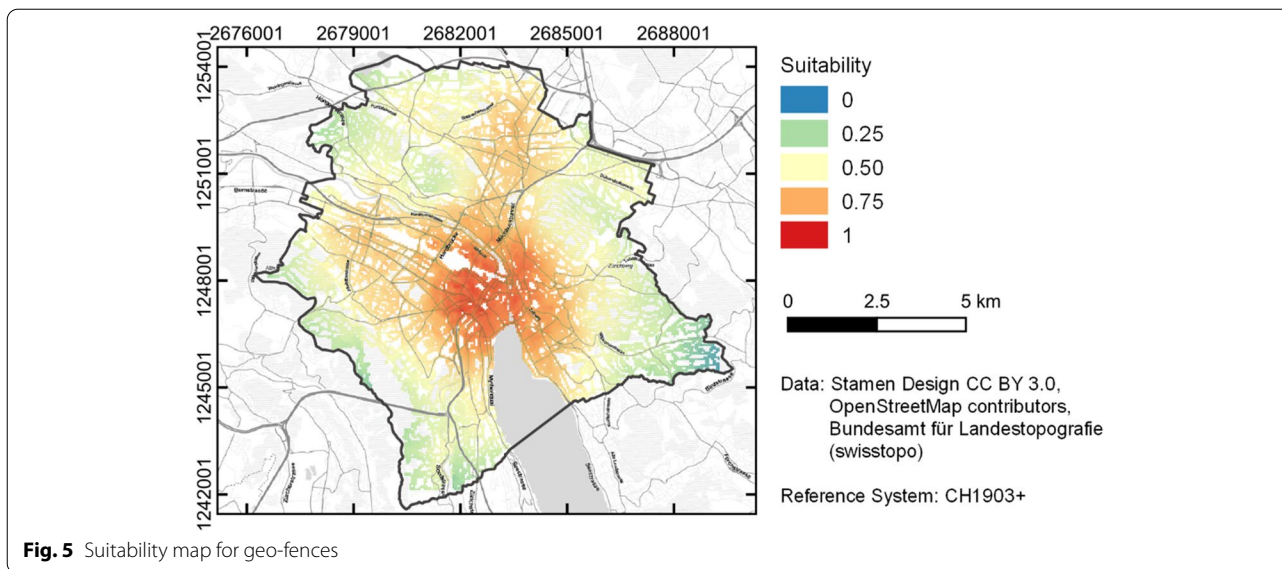 2676001 2679001 2682001 2685001 2688001
1254001
1251001
1248001
1245001
1242001
Suitability
0
0.25
0.50
0.75
1
0 2.5 5 km
Data: Stamen Design CC BY 3.0,
OpenStreetMap contributors,
Bundesamt für Landestopografie
(swisstopo)
Reference System: CH1903+
Bernstrasse
Zürichberg
Fig. 5 Suitability map for geo-fences